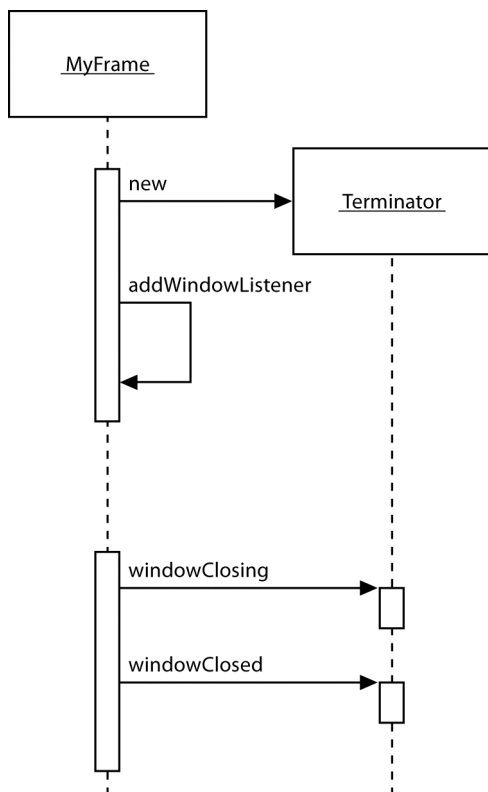 MyFrame
new
Terminator
addWindowListener
windowClosing
windowClosed